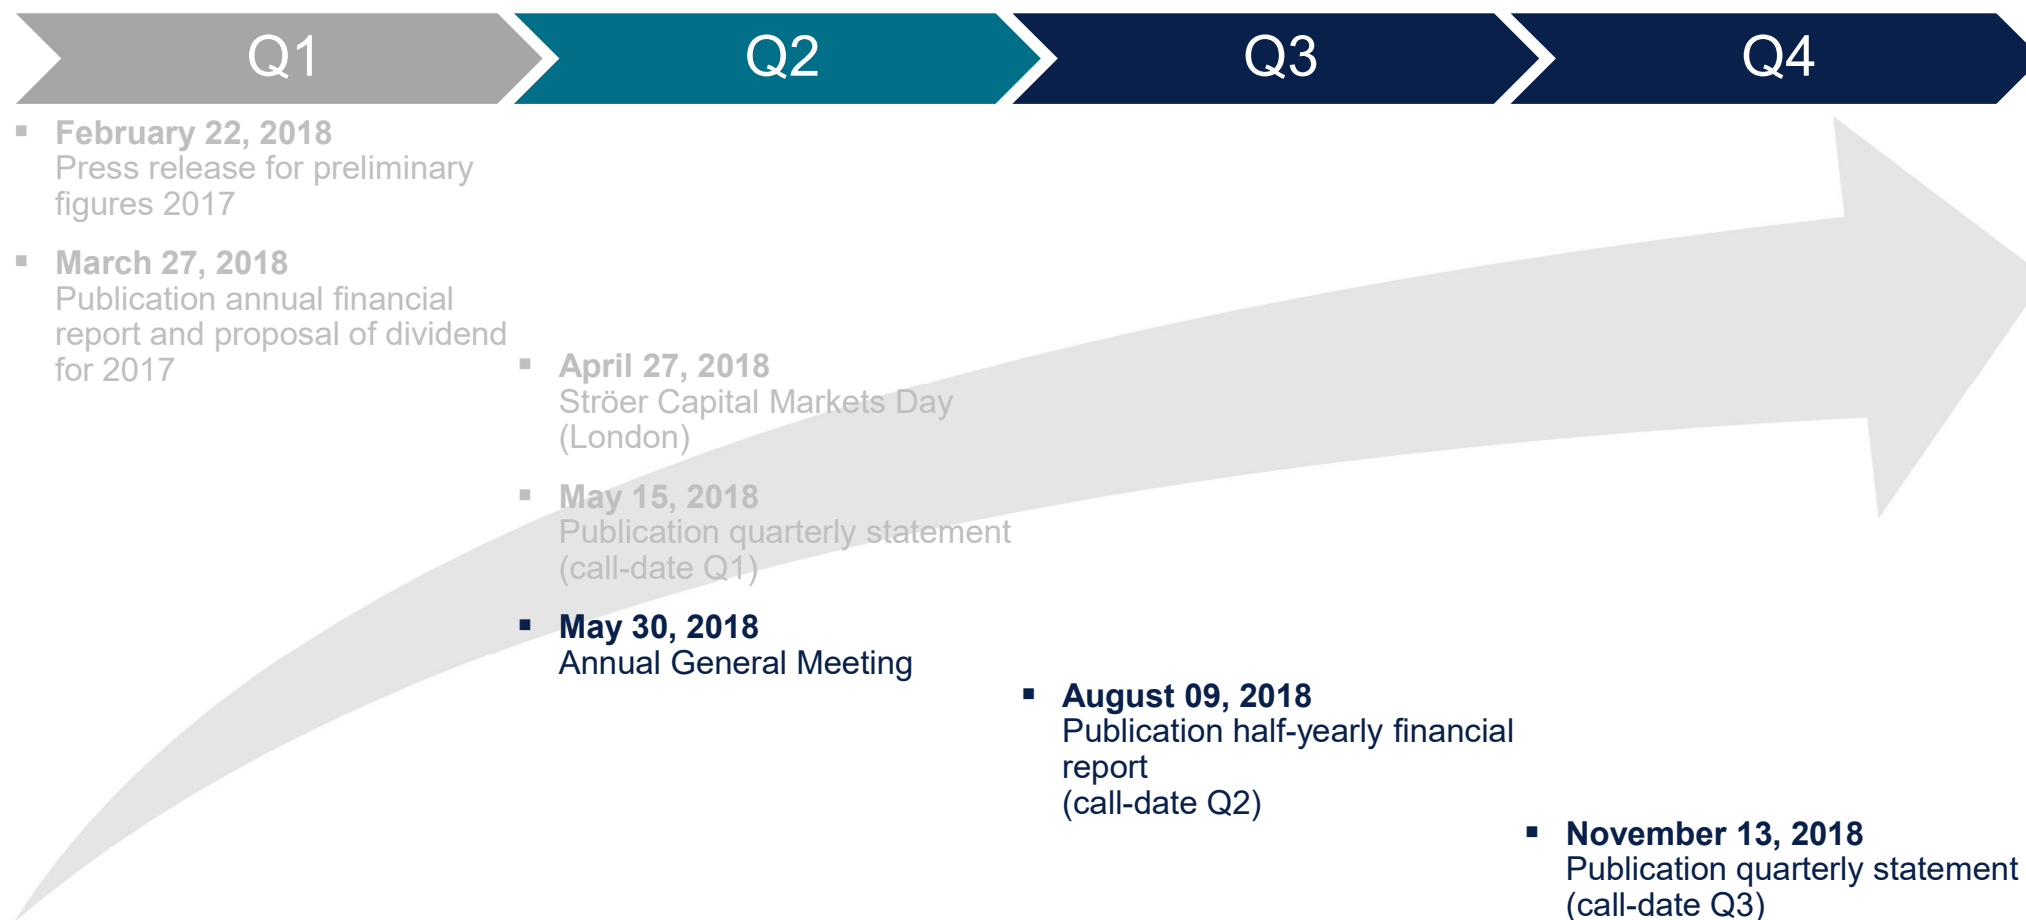 Q1
Q2
Q3
Q4
▪ February 22, 2018
Press release for preliminary
figures 2017
▪ March 27, 2018
Publication annual financial
report and proposal of dividend
for 2017
▪ April 27, 2018
Ströer Capital Markets Day
(London)
▪ May 15, 2018
Publication quarterly statement
(call-date Q1)
▪ May 30, 2018
Annual General Meeting
▪ August 09, 2018
Publication half-yearly financial
report
(call-date Q2)
▪ November 13, 2018
Publication quarterly statement
(call-date Q3)